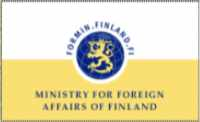 FORMIN.FINLAND.FI
MINISTRY FOR FOREIGN
AFFAIRS OF FINLAND